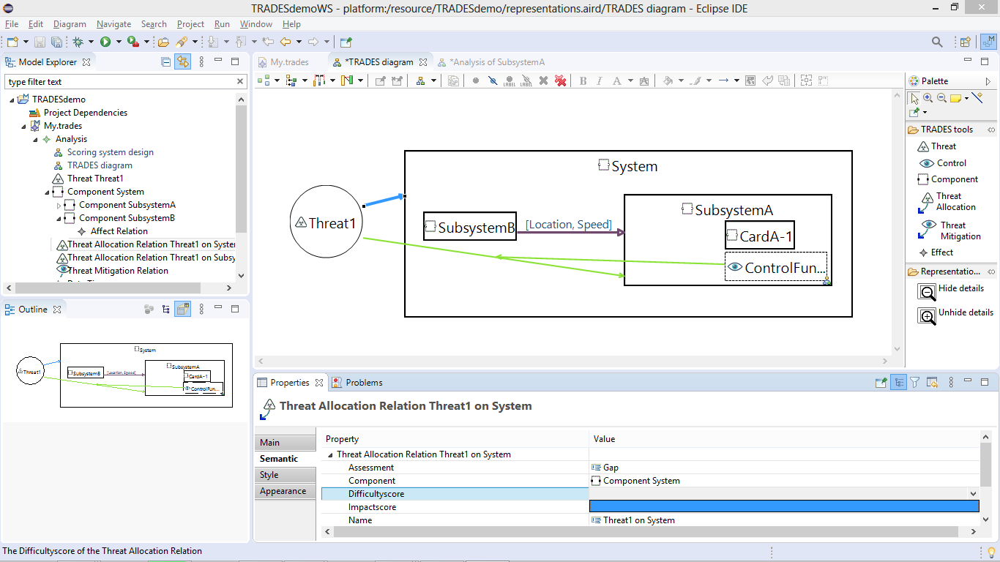 TRADESdemoWS - platform:/resource/TRADESdemo/representations.aird/TRADES diagram - Eclipse IDE
File Edit Diagram Navigate Search Project Run Window Help
Model Explorer
type filter text
TRADESdemo
Project Dependencies
My.trades
Analysis
Scoring system design
TRADES diagram
Threat Threat1
Component System
Component SubsystemA
Component SubsystemB
Affect Relation
Threat Allocation Relation Threat1 on System
Threat Allocation Relation Threat1 on Subsy
Threat Mitigation Relation
Outline
Threat1
System
SubsystemB
[Location, Speed]
SubsystemA
CardA-1
ControlFun...
My.trades
*TRADES diagram
*Analysis of SubsystemA
LABEL LABEL
B I A
Threat1
System
SubsystemB
[Location, Speed]
SubsystemA
CardA-1
ControlFun...
Palette
TRADES tools
Threat
Control
Component
Threat
Allocation
Threat
Mitigation
Effect
Representatio...
Hide details
Unhide details
Properties
Problems
Threat Allocation Relation Threat1 on System
Main
Semantic
Style
Appearance
Property Value
Threat Allocation Relation Threat1 on System
Assessment Gap
Component Component System
Difficultyscore
Impactscore
Name Threat1 on System
The Difficultyscore of the Threat Allocation Relation